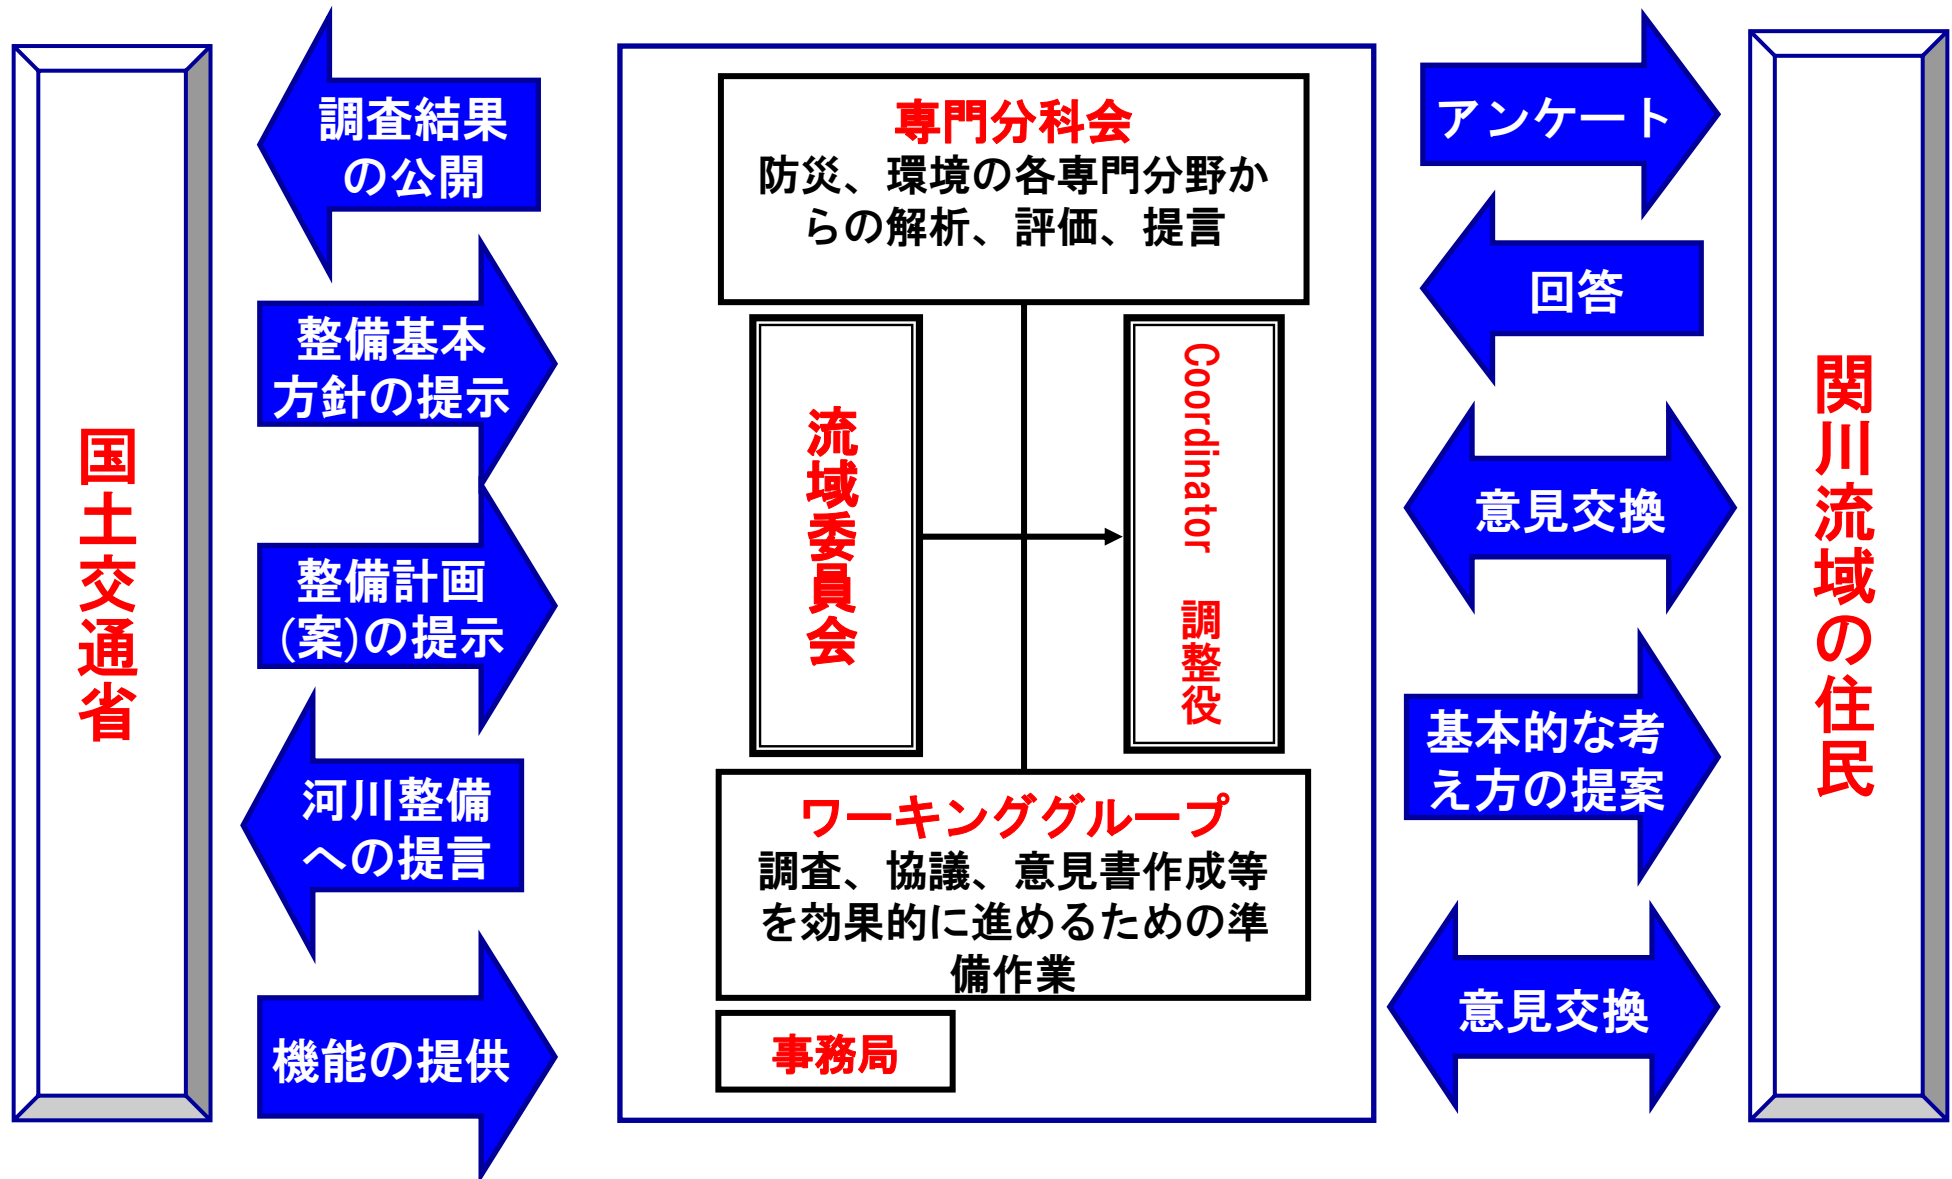 国土交通省
調査結果
の公開
整備基本
方針の提示
整備計画
(案)の提示
河川整備
への提言
機能の提供
専門分科会
防災、環境の各専門分野か
らの解析、評価、提言
流域委員会
Coordinator 調整役
ワーキンググループ
調査、協議、意見書作成等
を効果的に進めるための準
備作業
事務局
アンケート
回答
意見交換
基本的な考
え方の提案
意見交換
関川流域の住民